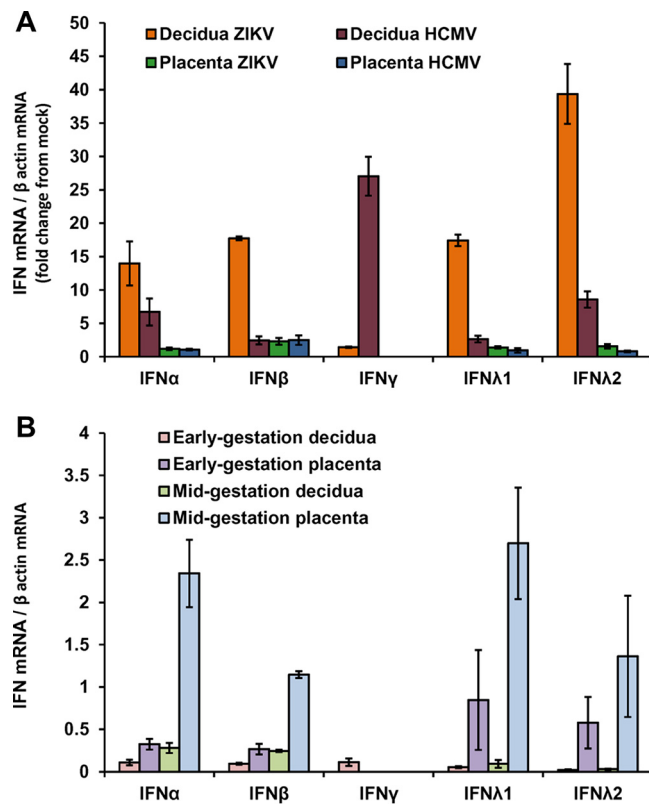 A
50
45
40
35
30
25
20
15
10
5
0
IFN mRNA / β actin mRNA
(fold change from mock)
Decidua ZIKV
Decidua HCMV
Placenta ZIKV
Placenta HCMV
IFNα IFNβ IFNγ IFNλ1 IFNλ2
B
4
3.5
3
2.5
2
1.5
1
0.5
0
IFN mRNA / β actin mRNA
Early-gestation decidua
Early-gestation placenta
Mid-gestation decidua
Mid-gestation placenta
IFNα IFNβ IFNγ IFNλ1 IFNλ2